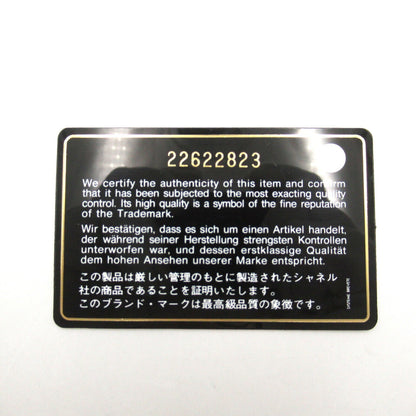 22622823
We certify the authenticity of this item and confirm
that it has been subjected to the most exacting quality
control. Its high quality is a symbol of the fine reputation
of the Trademark.
Wir bestätigen, dass es sich um einen Artikel handelt,
der während seiner Herstellung strengsten Kontrollen
unterworfen war, und dessen erstklassige Qualität
dem hohen Ansehen unserer Marke entspricht.
この製品は厳しい管理のもとに製造されたシャネル
社の商品であることを証明いたします。
このブランド・マークは最高級品質の象徴です。